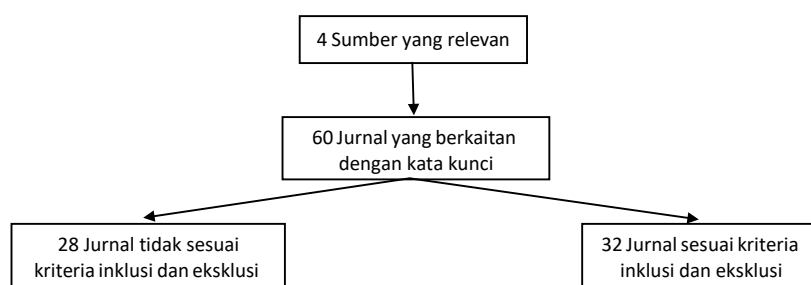 4 Sumber yang relevan
60 Jurnal yang berkaitan
dengan kata kunci
28 Jurnal tidak sesuai
kriteria inklusi dan eksklusi
32 Jurnal sesuai kriteria
inklusi dan eksklusi